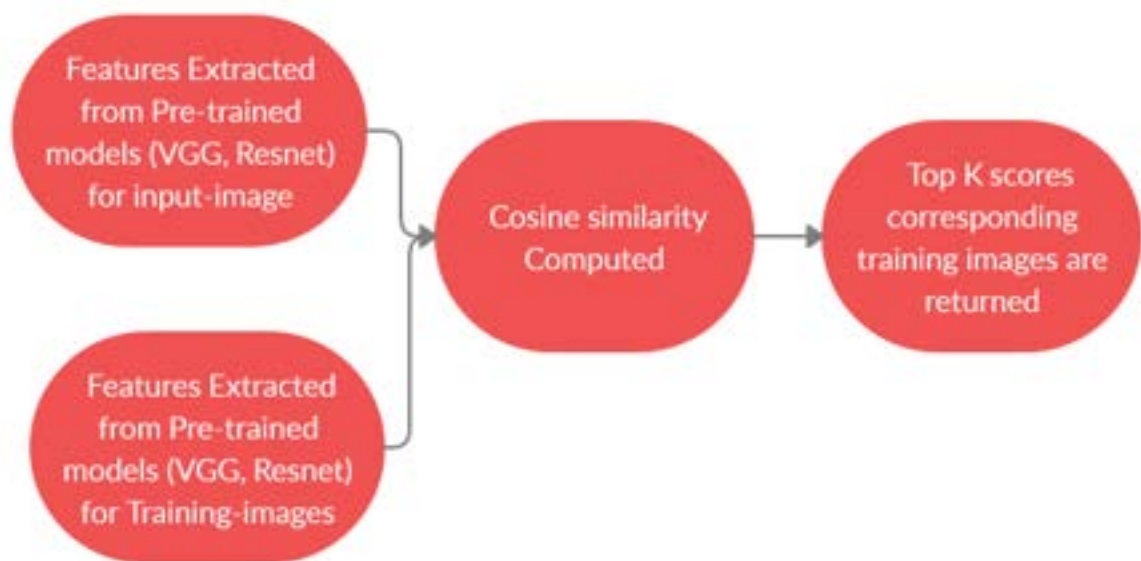 Features Extracted
from Pre-trained
models (VGG, Resnet)
for input-image
Features Extracted
from Pre-trained
models (VGG, Resnet)
for Training-images
Cosine similarity
Computed
Top K scores
corresponding
training images are
returned